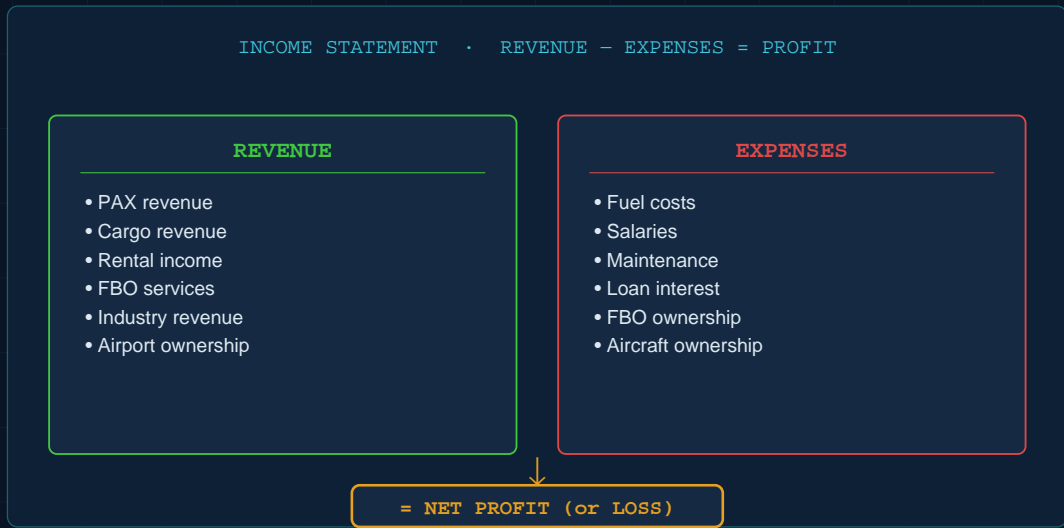 INCOME STATEMENT · REVENUE — EXPENSES = PROFIT
REVENUE
• PAX revenue
• Cargo revenue
• Rental income
• FBO services
• Industry revenue
• Airport ownership
EXPENSES
• Fuel costs
• Salaries
• Maintenance
• Loan interest
• FBO ownership
• Aircraft ownership
= NET PROFIT (or LOSS)